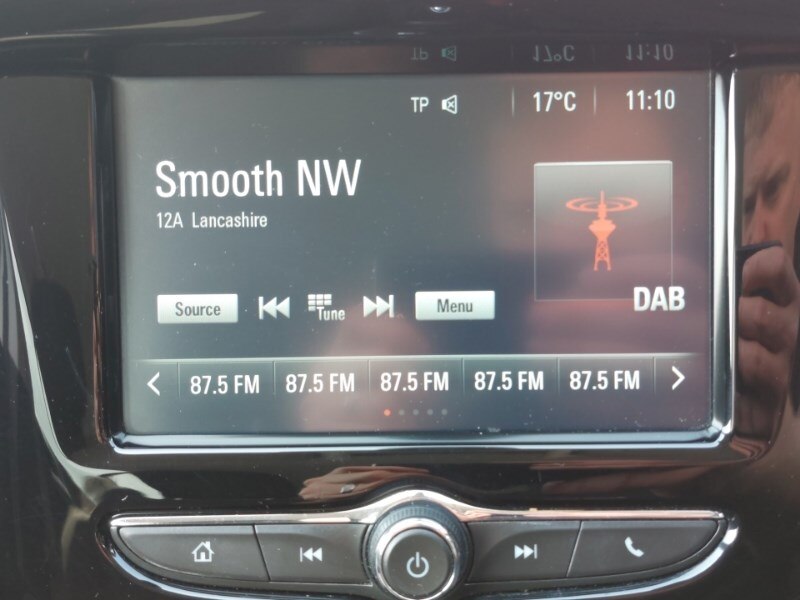 TP 17°C 11:10
Smooth NW
12A Lancashire
DAB
Source Tune Menu
87.5 FM 87.5 FM 87.5 FM 87.5 FM 87.5 FM